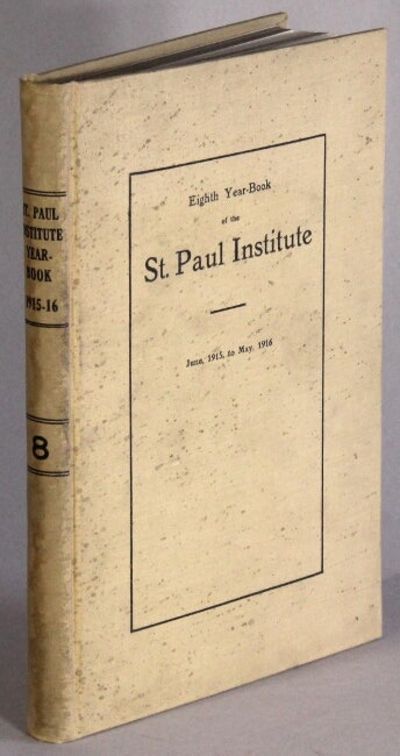 Eighth Year-Book
of the
St. Paul Institute
June, 1915, to May, 1916
ST. PAUL
INSTITUTE
YEAR-
BOOK
1915-16
8